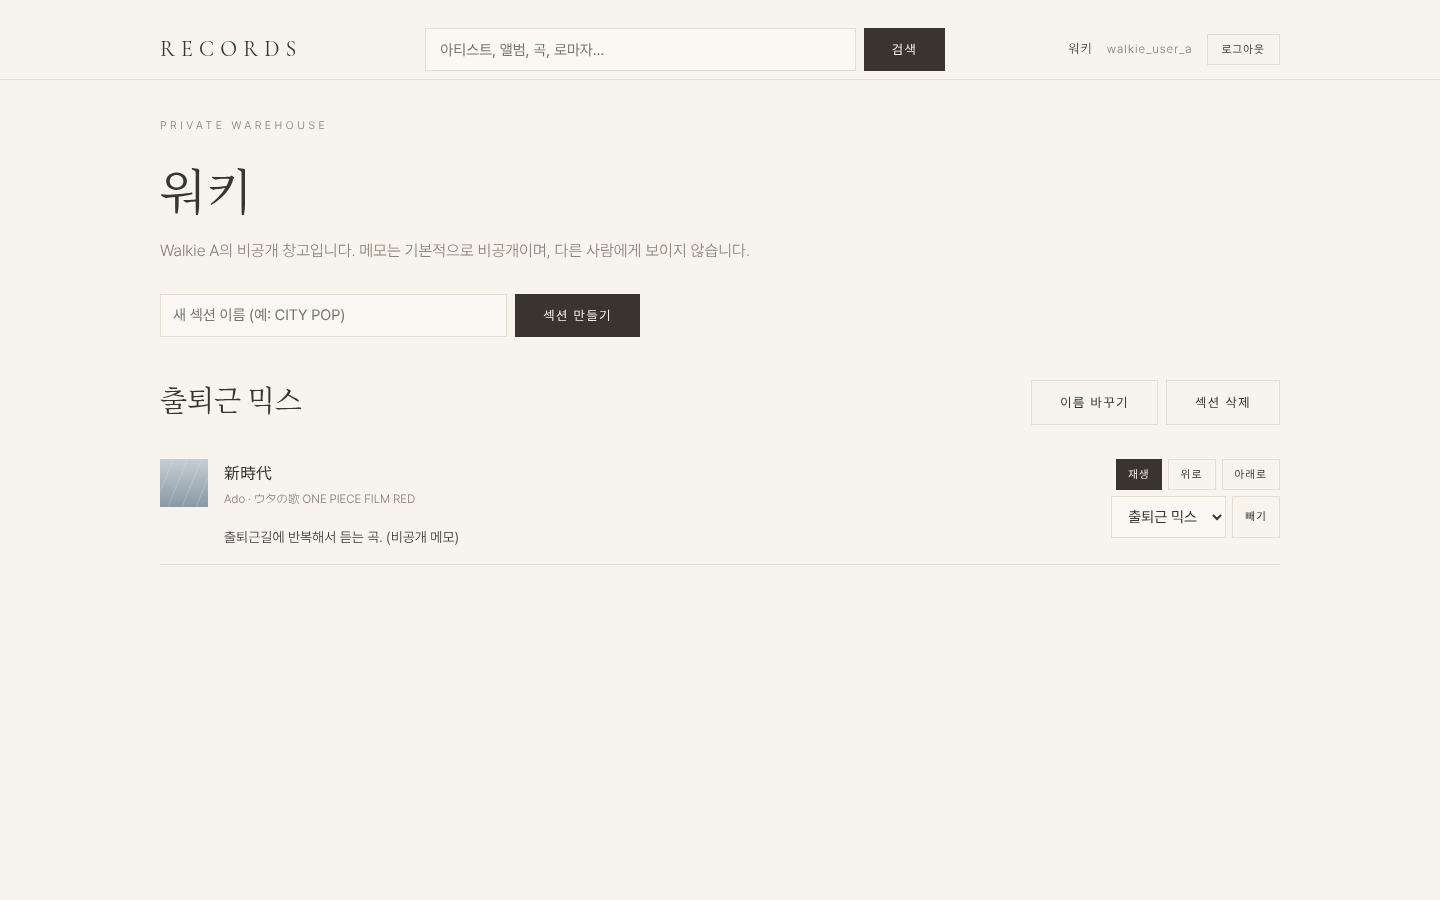 RECORDS
아티스트, 앨범, 곡, 로마자...
검색
워키 walkie_user_a
로그아웃
PRIVATE WAREHOUSE
워키
Walkie A의 비공개 창고입니다. 메모는 기본적으로 비공개이며, 다른 사람에게 보이지 않습니다.
새 섹션 이름 (예: CITY POP)
섹션 만들기
출퇴근 믹스
이름 바꾸기
섹션 삭제
新時代
Ado · ウタの歌 ONE PIECE FILM RED
출퇴근길에 반복해서 듣는 곡. (비공개 메모)
재생
위로
아래로
출퇴근 믹스
빼기